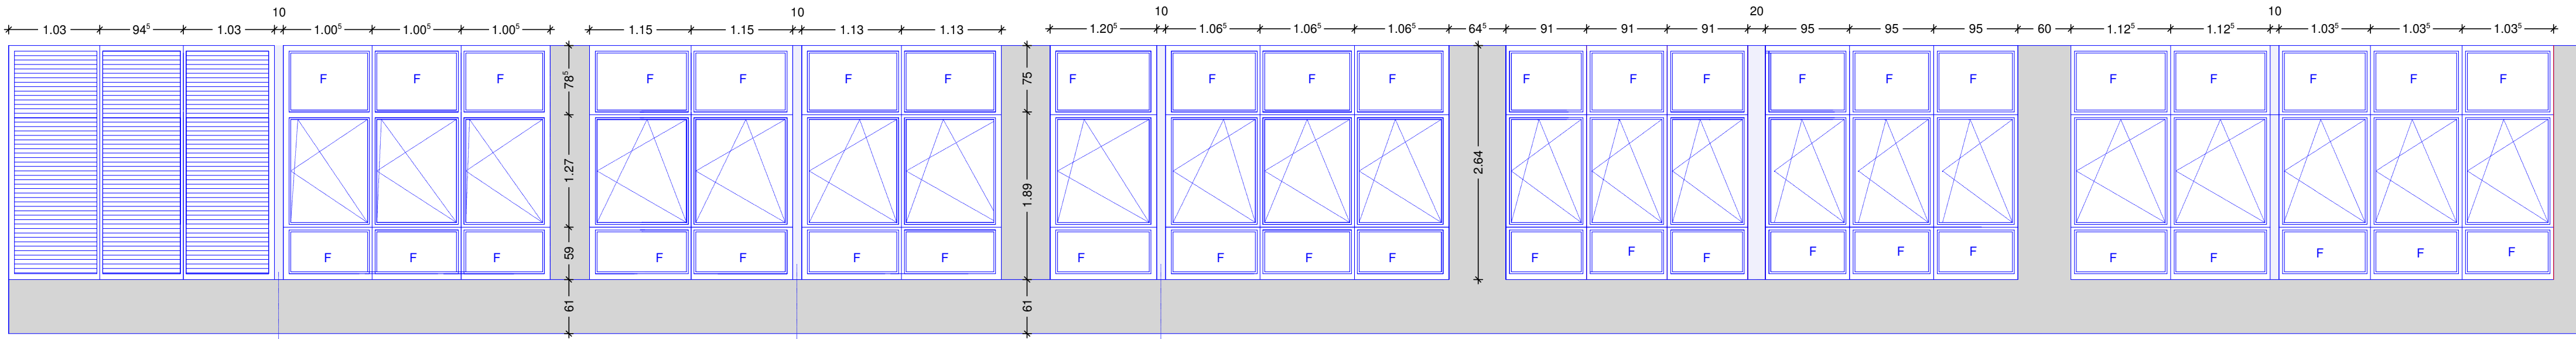 10 10 10 20 10
1.03 94⁵ 1.03 1.00⁵ 1.00⁵ 1.00⁵ 1.15 1.15 1.13 1.13 1.20⁵ 1.06⁵ 1.06⁵ 1.06⁵ 64⁵ 91 91 91 95 95 95 60 1.12⁵ 1.12⁵ 1.03⁵ 1.03⁵ 1.03⁵
F F F 78⁵ F F F F 75 F F F F F F F F F F F F F F F
1.27 1.89 2.64
F F F 59 F F F F F F F F F F F F F F F F F F F
61 61